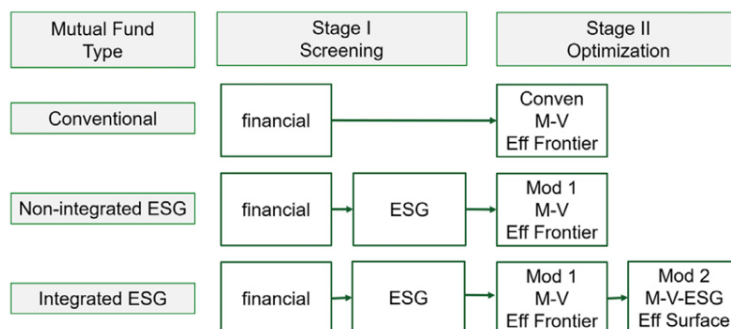 Mutual Fund
Type
Stage I
Screening
Stage II
Optimization
Conventional
financial
Conven
M-V
Eff Frontier
Non-integrated ESG
financial
ESG
Mod 1
M-V
Eff Frontier
Integrated ESG
financial
ESG
Mod 1
M-V
Eff Frontier
Mod 2
M-V-ESG
Eff Surface